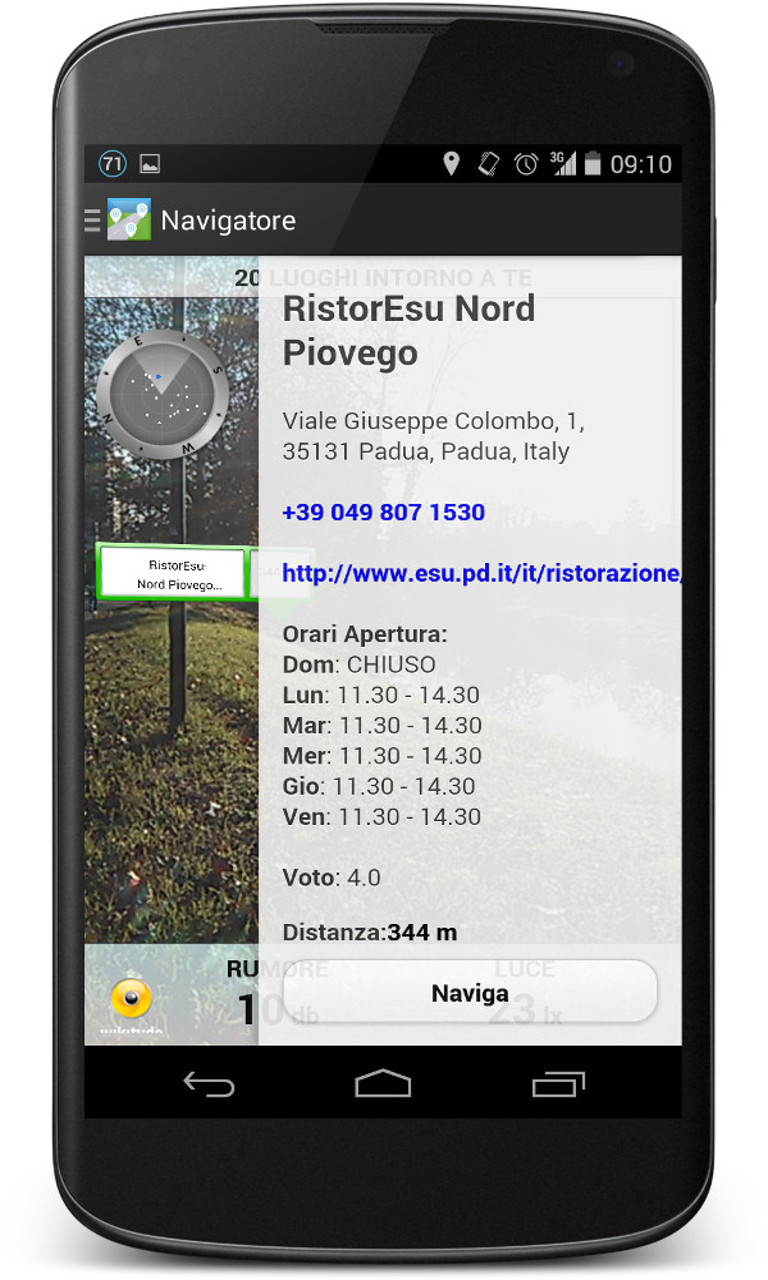 71
3G
09:10
Navigatore
20 LUOGHI INTORNO A TE
RistorEsu Nord
Piovego
Viale Giuseppe Colombo, 1,
35131 Padua, Padua, Italy
+39 049 807 1530
http://www.esu.pd.it/it/ristorazione/
Orari Apertura:
Dom: CHIUSO
Lun: 11.30 - 14.30
Mar: 11.30 - 14.30
Mer: 11.30 - 14.30
Gio: 11.30 - 14.30
Ven: 11.30 - 14.30
Voto: 4.0
Distanza:344 m
Naviga
E
S
N
W
RistorEsu-
Nord Piovego...
RUMORE
10 db
LUCE
23 lx
wikitude